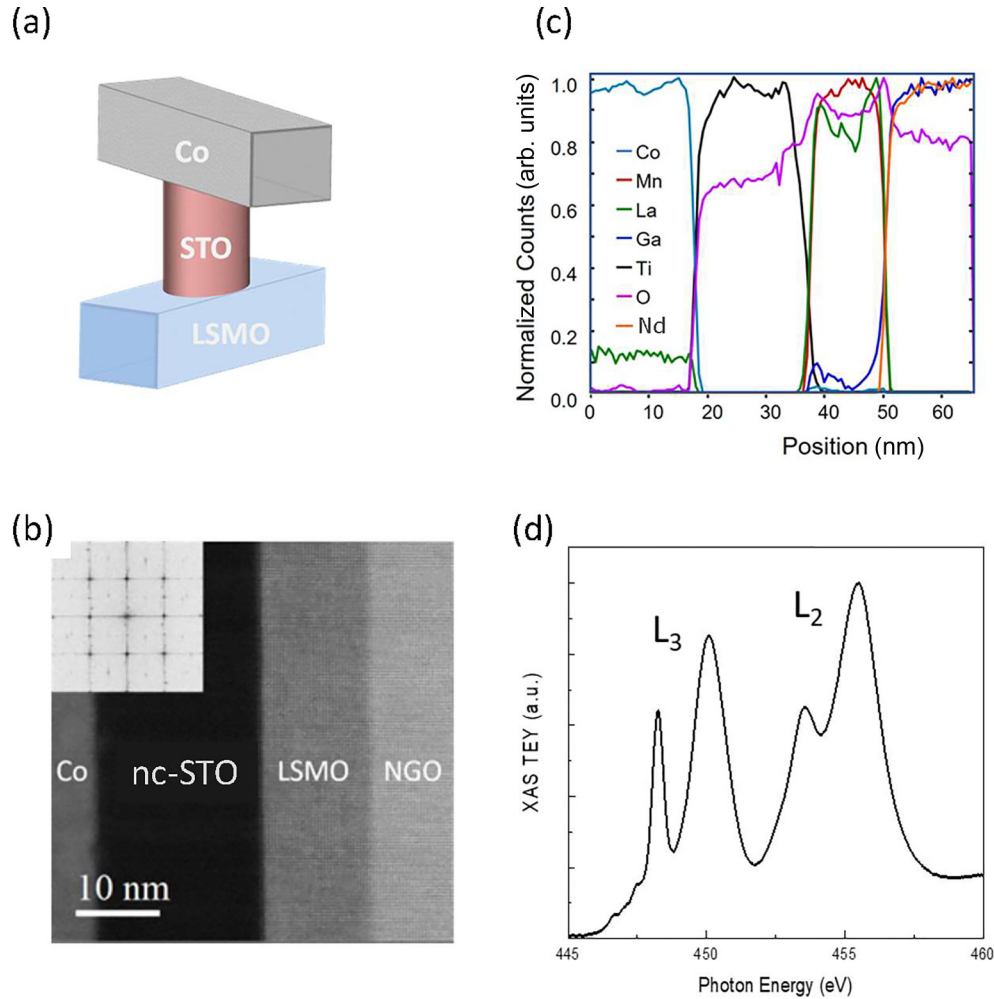 (a)
Co
STO
LSMO
(c)
Normalized Counts (arb. units)
1.0
0.8
0.6
0.4
0.2
0.0
Co
Mn
La
Ga
Ti
O
Nd
0 10 20 30 40 50 60
Position (nm)
(b)
Co nc-STO LSMO NGO
10 nm
(d)
XAS TEY (a.u.)
L₃
L₂
445 450 455 460
Photon Energy (eV)